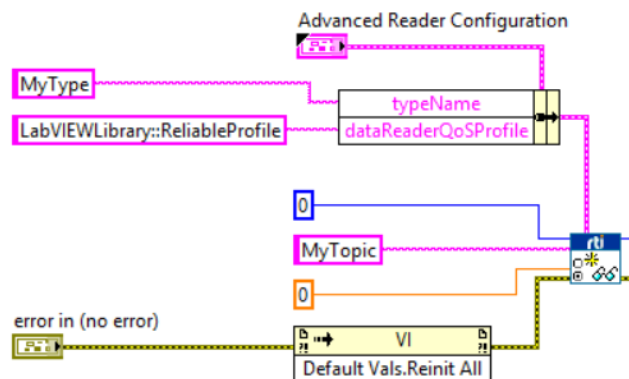 Advanced Reader Configuration
MyType
typeName
LabVIEWLibrary::ReliableProfile
dataReaderQoSProfile
0
rti
MyTopic
0
error in (no error)
?!
VI
?!
Default Vals.Reinit All